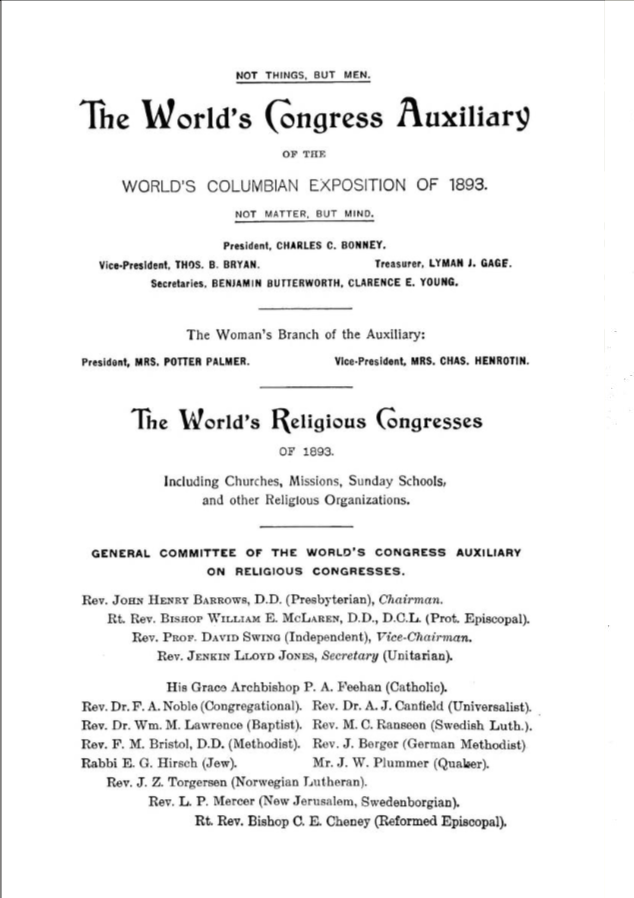 NOT THINGS, BUT MEN.
The World's Congress Auxiliary
OF THE
WORLD'S COLUMBIAN EXPOSITION OF 1893.
NOT MATTER, BUT MIND.
President, CHARLES C. BONNEY.
Vice-President, THOS. B. BRYAN. Treasurer, LYMAN J. GAGE.
Secretaries, BENJAMIN BUTTERWORTH, CLARENCE E. YOUNG.
The Woman's Branch of the Auxiliary:
President, MRS. POTTER PALMER. Vice-President, MRS. CHAS. HENROTIN.
The World's Religious Congresses
OF 1893.
Including Churches, Missions, Sunday Schools,
and other Religious Organizations.
GENERAL COMMITTEE OF THE WORLD'S CONGRESS AUXILIARY
ON RELIGIOUS CONGRESSES.
Rev. JOHN HENRY BARROWS, D.D. (Presbyterian), Chairman.
Rt. Rev. BISHOP WILLIAM E. McLAREN, D.D., D.C.L. (Prot. Episcopal).
Rev. PROF. DAVID SWING (Independent), Vice-Chairman.
Rev. JENKIN LLOYD JONES, Secretary (Unitarian).
His Grace Archbishop P. A. Feehan (Catholic).
Rev. Dr. F. A. Noble (Congregational). Rev. Dr. A. J. Canfield (Universalist).
Rev. Dr. Wm. M. Lawrence (Baptist). Rev. M. C. Ranseen (Swedish Luth.).
Rev. F. M. Bristol, D.D. (Methodist). Rev. J. Berger (German Methodist)
Rabbi E. G. Hirsch (Jew). Mr. J. W. Plummer (Quaker).
Rev. J. Z. Torgersen (Norwegian Lutheran).
Rev. L. P. Mercer (New Jerusalem, Swedenborgian).
Rt. Rev. Bishop C. E. Cheney (Reformed Episcopal).